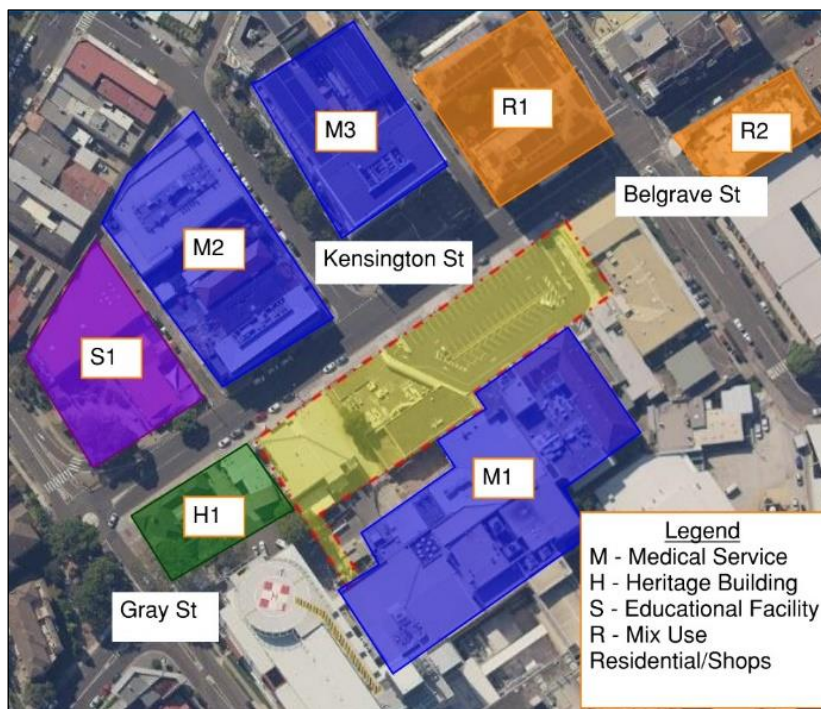 M3
R1
R2
Belgrave St
M2
Kensington St
S1
M1
H1
H
Gray St
Legend
M - Medical Service
H - Heritage Building
S - Educational Facility
R - Mix Use
Residential/Shops